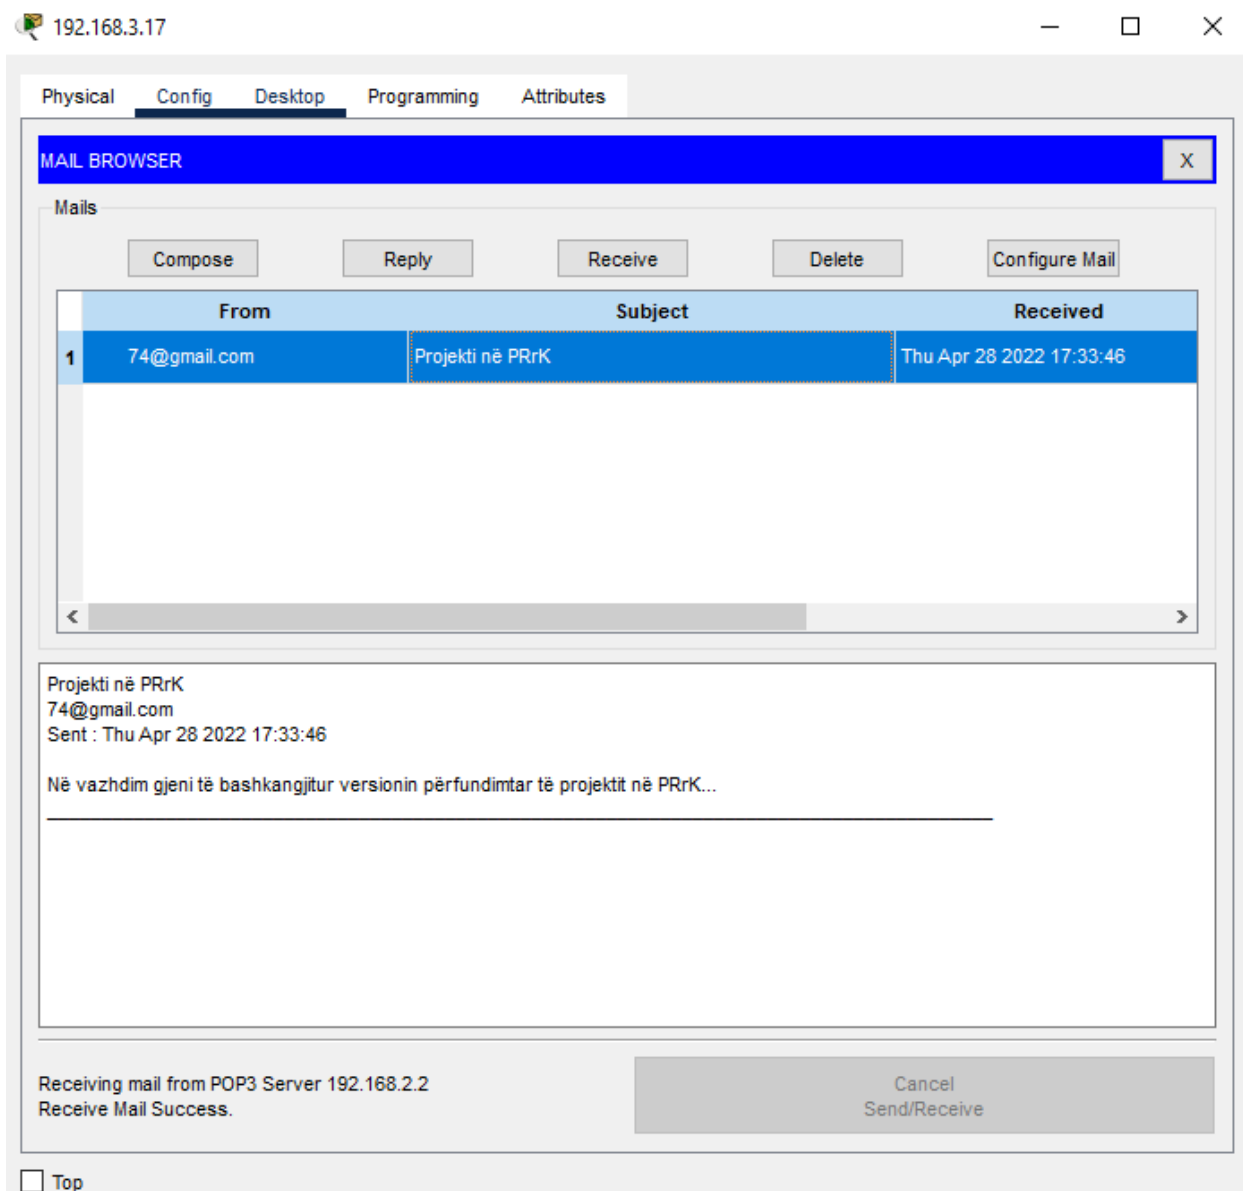 192.168.3.17
Physical Config Desktop Programming Attributes
MAIL BROWSER X
Mails
Compose Reply Receive Delete Configure Mail
From Subject Received
1 74@gmail.com Projekti në PRrK Thu Apr 28 2022 17:33:46
Projekti në PRrK
74@gmail.com
Sent : Thu Apr 28 2022 17:33:46
Në vazhdim gjeni të bashkangjitur versionin përfundimtar të projektit në PRrK...
Receiving mail from POP3 Server 192.168.2.2
Receive Mail Success.
Cancel
Send/Receive
Top